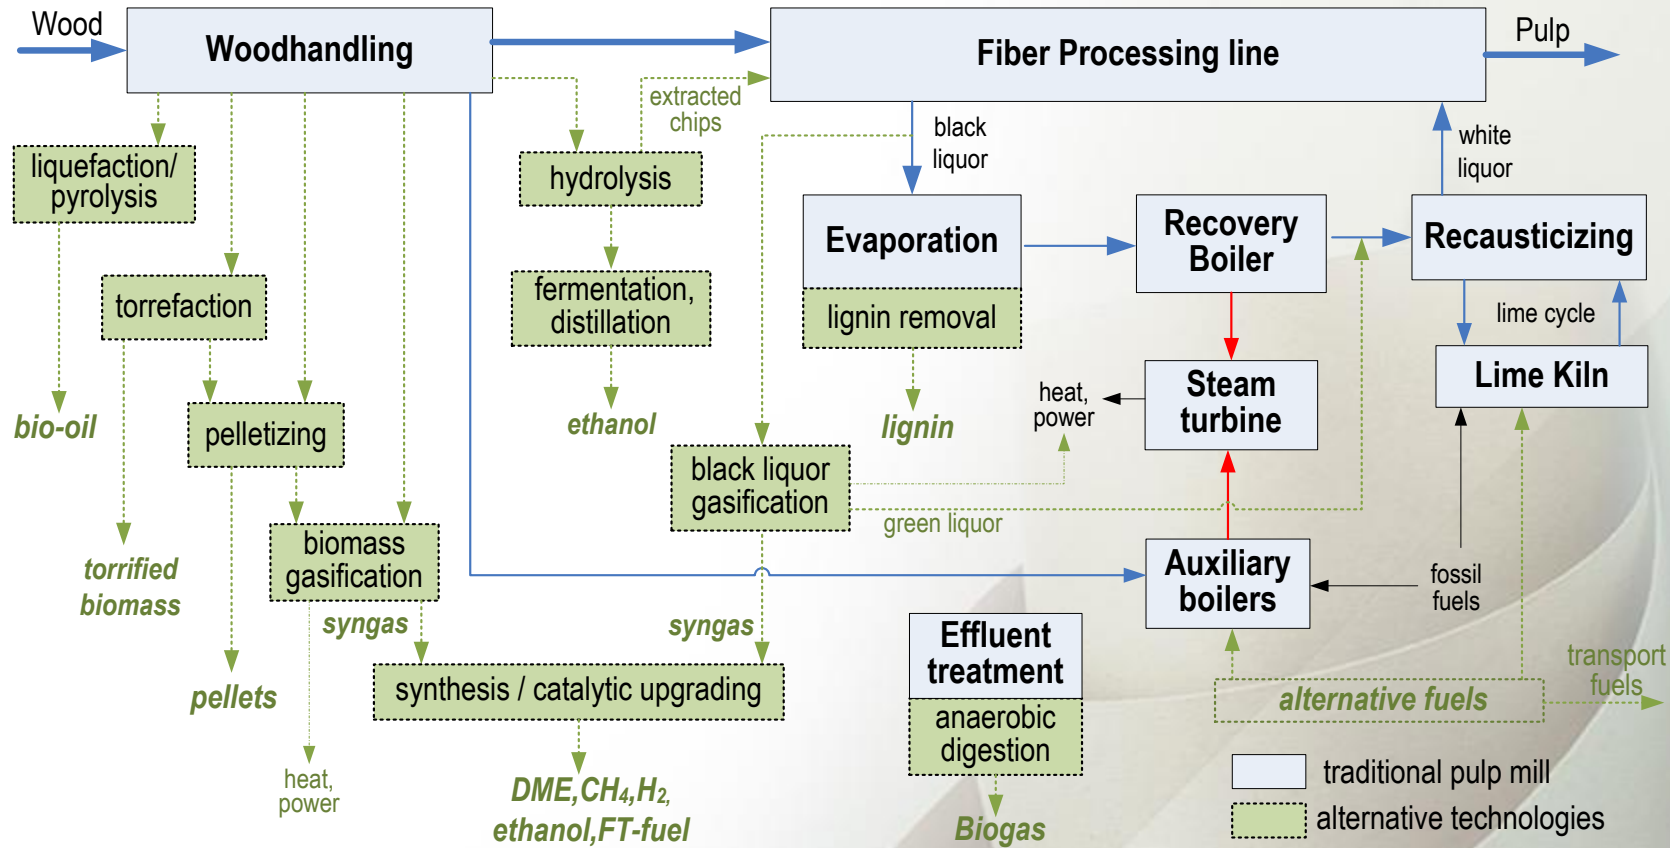 Wood
Woodhandling
Fiber Processing line
Pulp
extracted
chips
black
liquor
white
liquor
liquefaction/
pyrolysis
hydrolysis
Evaporation
Recovery
Boiler
Recausticizing
torrefaction
fermentation,
distillation
lignin removal
lime cycle
Steam
turbine
Lime Kiln
heat,
power
bio-oil
pelletizing
ethanol
lignin
black liquor
gasification
green liquor
biomass
gasification
torrified
biomass
Auxiliary
boilers
fossil
fuels
syngas
syngas
Effluent
treatment
transport
fuels
pellets
synthesis / catalytic upgrading
alternative fuels
anaerobic
digestion
heat,
power
DME,CH₄,H₂,
ethanol,FT-fuel
Biogas
traditional pulp mill
alternative technologies